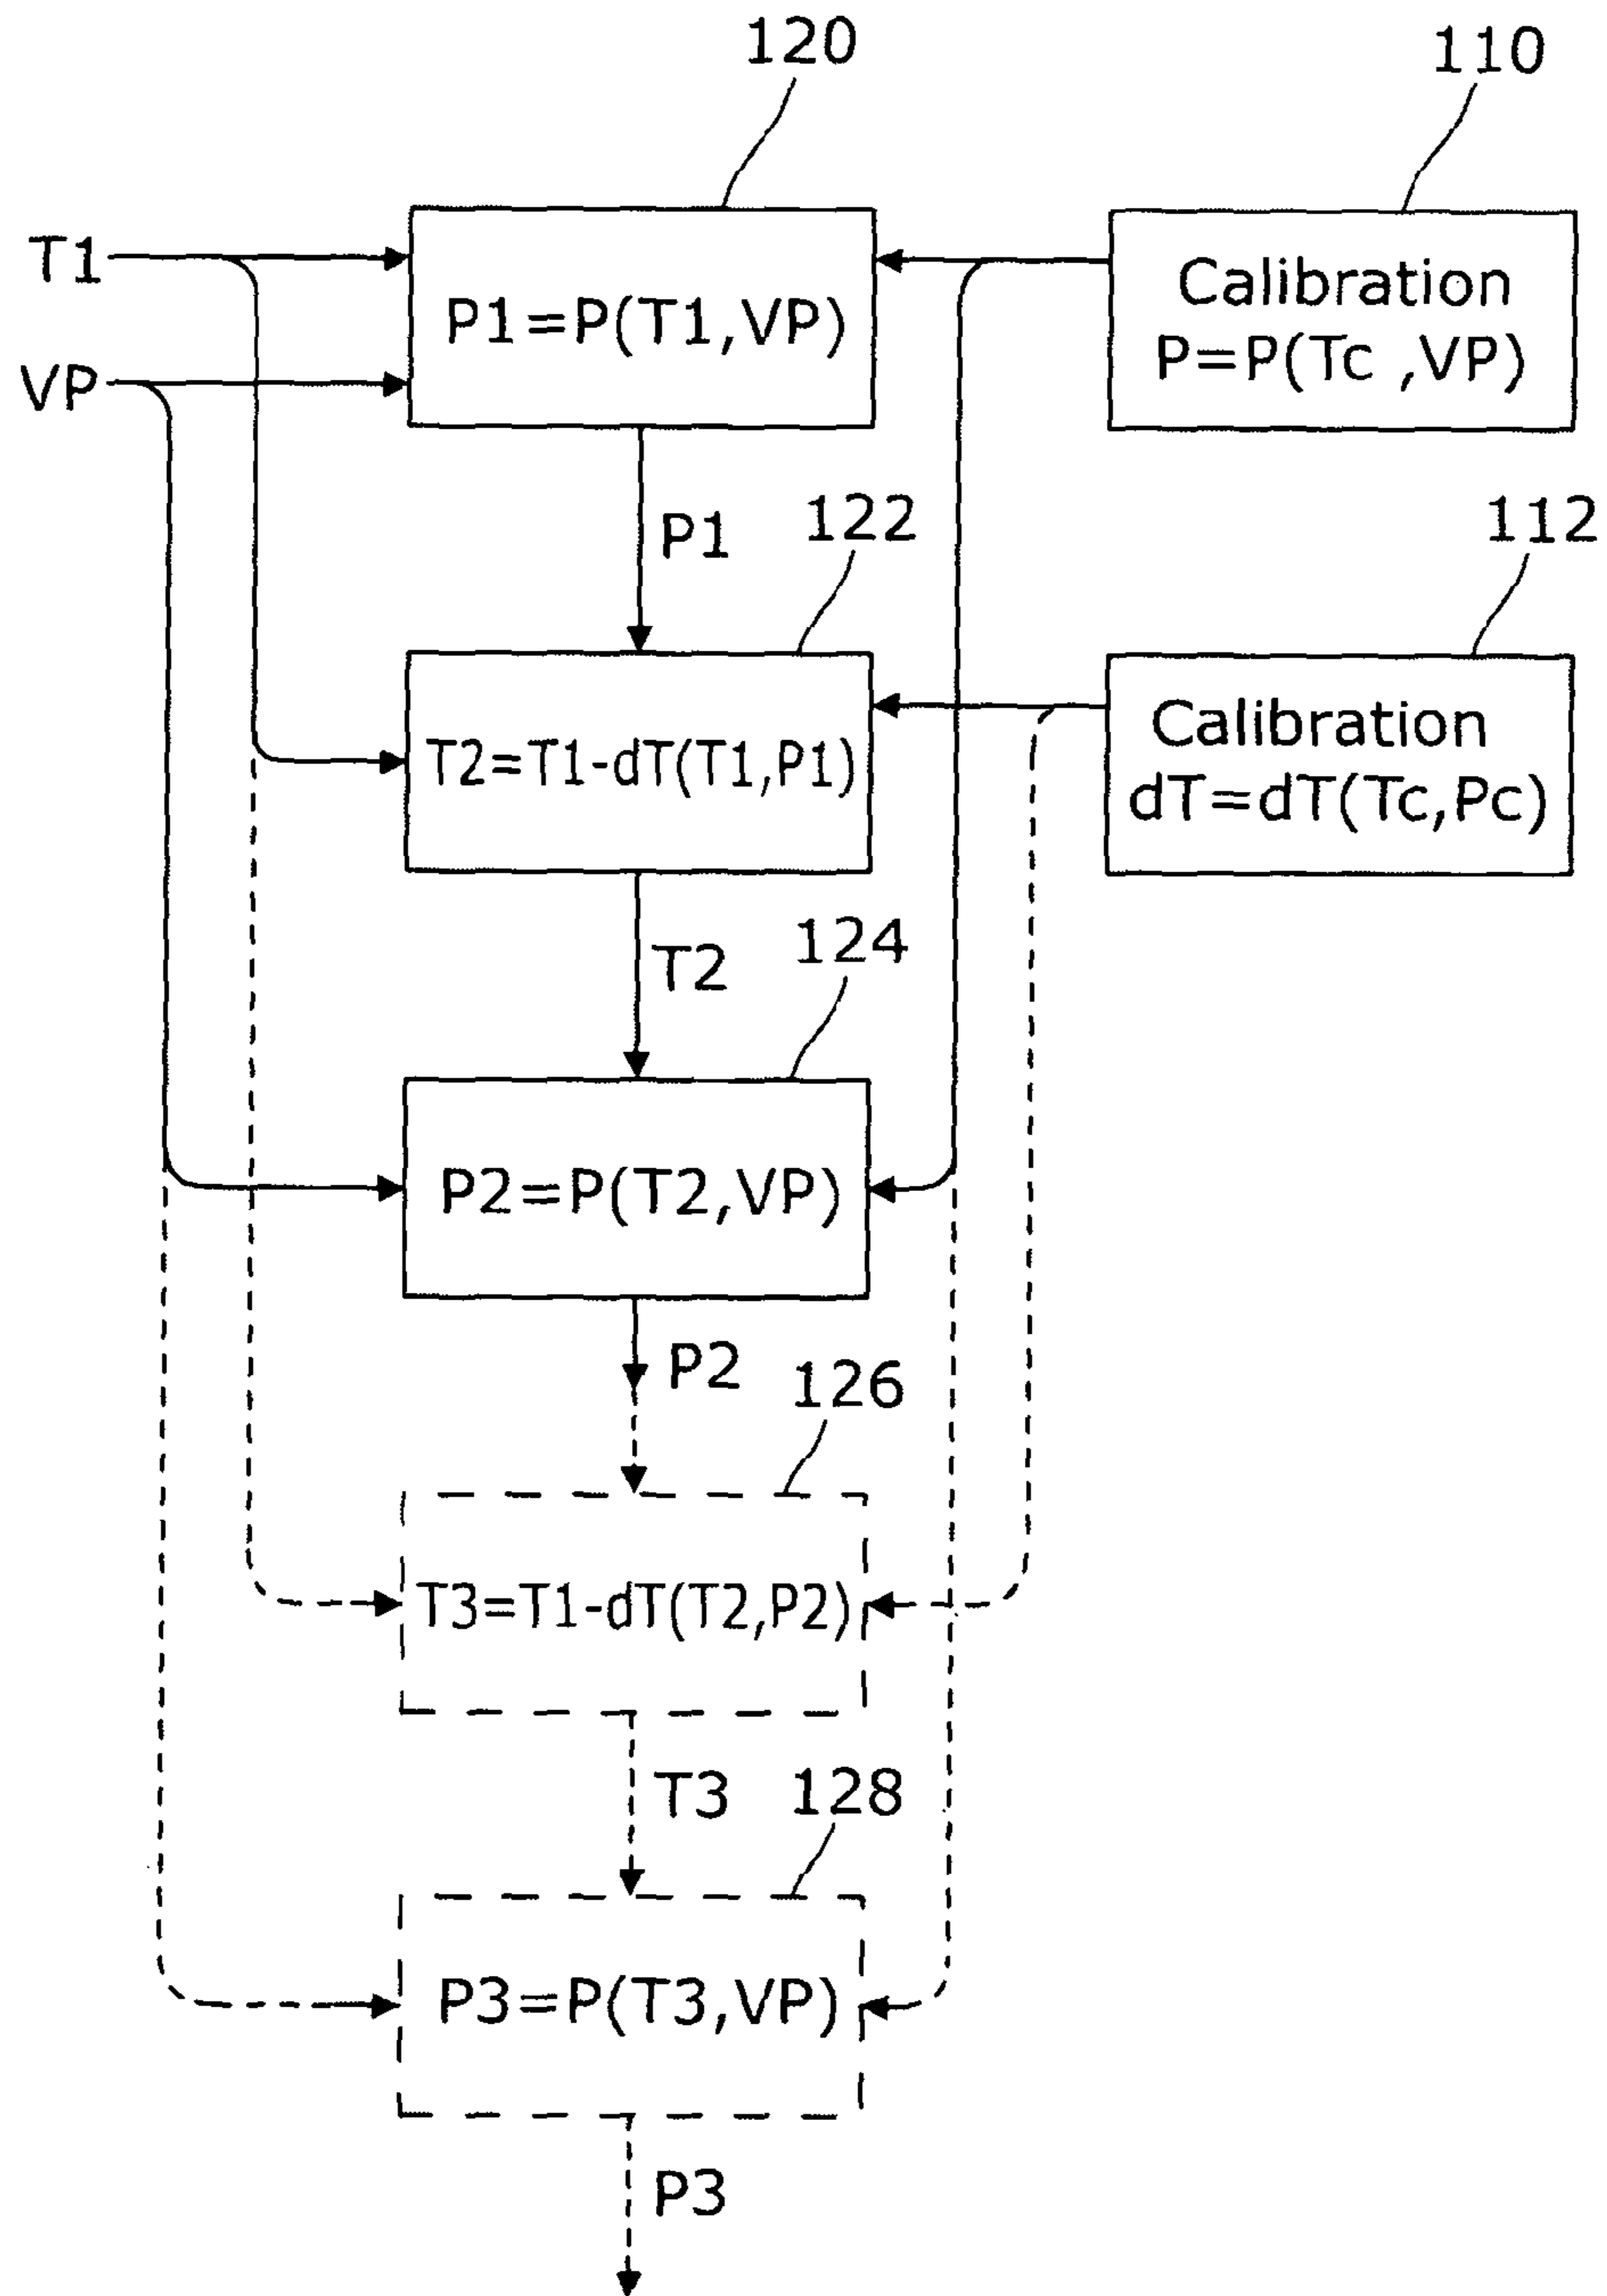 120
110
T1
P1=P(T1,VP)
Calibration
P=P(Tc ,VP)
VP
P1
122
112
T2=T1-dT(T1,P1)
Calibration
dT=dT(Tc,Pc)
T2
124
P2=P(T2,VP)
P2
126
T3=T1-dT(T2,P2)
T3
128
P3=P(T3,VP)
P3